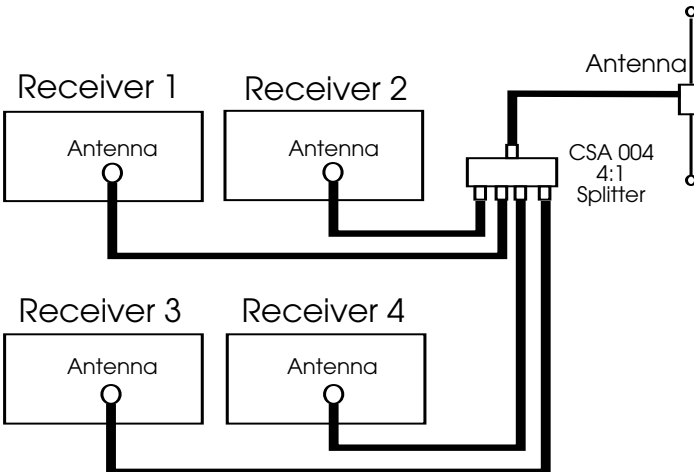 Antenna
Receiver 1
Receiver 2
Antenna
Antenna
CSA 004
4:1
Splitter
Receiver 3
Receiver 4
Antenna
Antenna